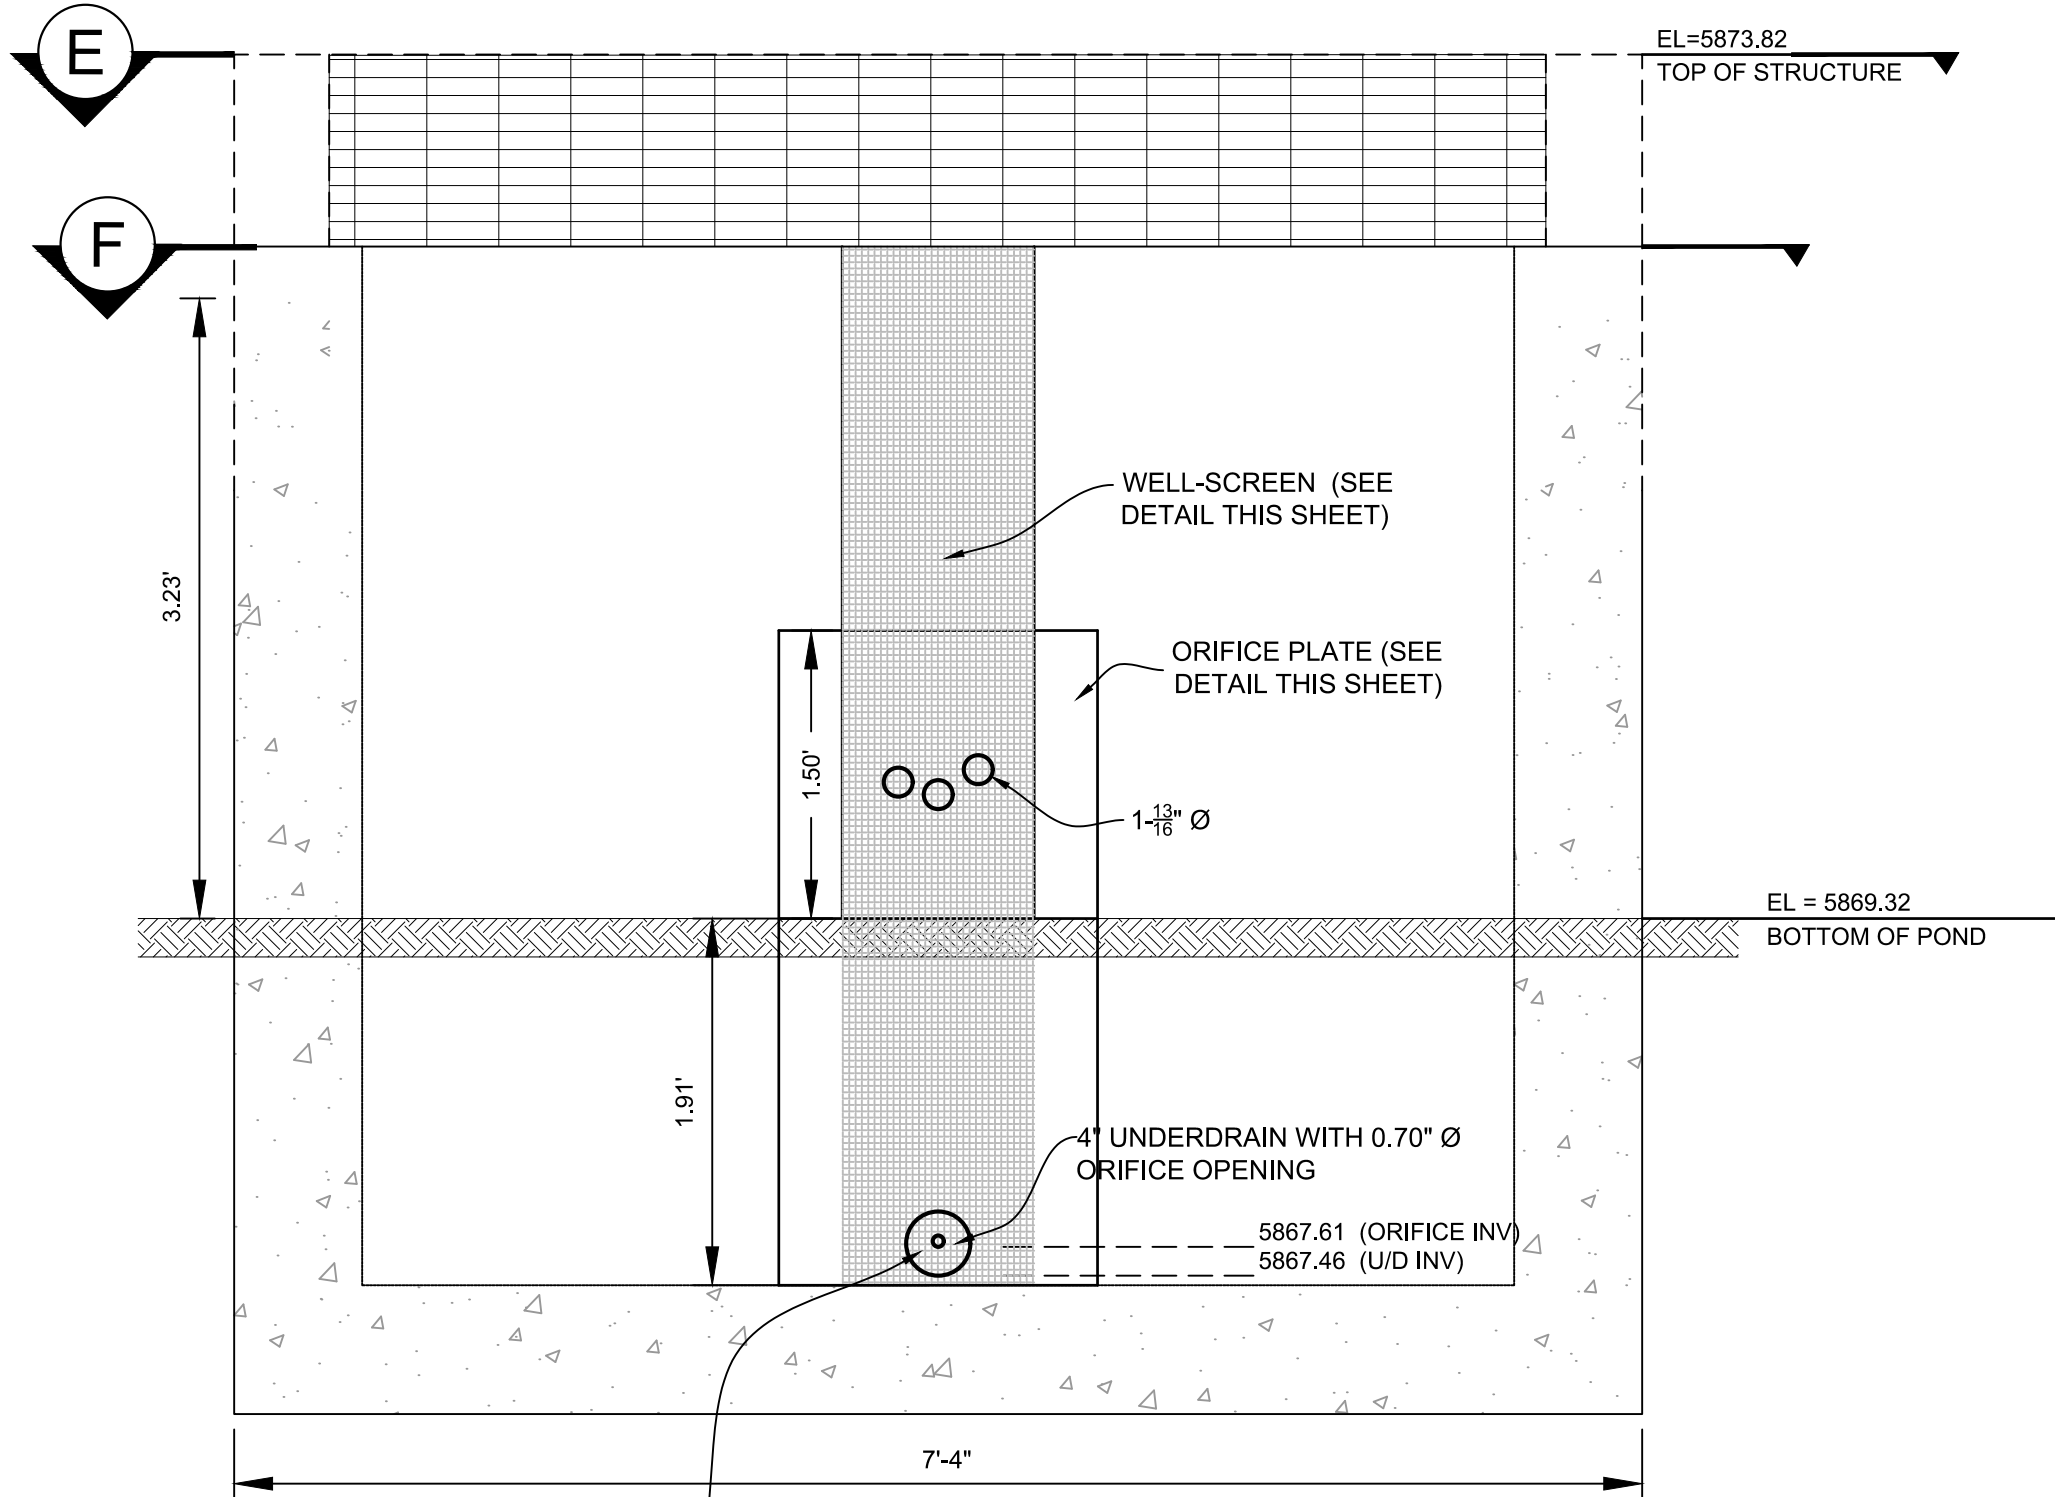 E
EL=5873.82
TOP OF STRUCTURE
F
WELL-SCREEN (SEE
DETAIL THIS SHEET)
3.23'
ORIFICE PLATE (SEE
DETAIL THIS SHEET)
1.50'
1-13/16" Ø
EL = 5869.32
BOTTOM OF POND
1.91'
4" UNDERDRAIN WITH 0.70" Ø
ORIFICE OPENING
5867.61 (ORIFICE INV)
5867.46 (U/D INV)
7'-4"